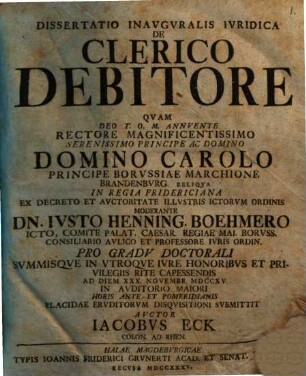 1.
DISSERTATIO INAVGVRALIS IVRIDICA
DE
CLERICO
DEBITORE
QVAM
DEO T. O. M. ANNVENTE
RECTORE MAGNIFICENTISSIMO
SERENISSIMO PRINCIPE AC DOMINO
DOMINO CAROLO
PRINCIPE BORVSSIAE MARCHIONE
BRANDENBVRG. RELIQVA
IN REGIA FRIDERICIANA
EX DECRETO ET AVCTORITATE ILLVSTRIS ICTORVM ORDINIS
MODERANTE
DN. IVSTO HENNING. BOEHMERO
ICTO, COMITE PALAT. CAESAR. REGIAE MAI. BORVSS.
CONSILIARIO AVLICO ET PROFESSORE IVRIS ORDIN.
PRO GRADV DOCTORALI
SVMMISQVE IN VTROQVE IVRE HONORIBVS ET PRI-
VILEGIIS RITE CAPESSENDIS
AD DIEM XXX. NOVEMBR. MDCCXV.
IN AVDITORIO MAIORI
HORIS ANTE- ET POMERIDIANIS
PLACIDAE ERVDITORVM DISQVISITIONI SVBMITTIT
AVCTOR
IACOBVS ECK
COLON. AD RHEN.
HALAE MAGDEBVRGICAE
TYPIS IOANNIS FRIDERICI GRVNERTI ACAD. ET SENAT.
RECVSA MDCCXXXV.